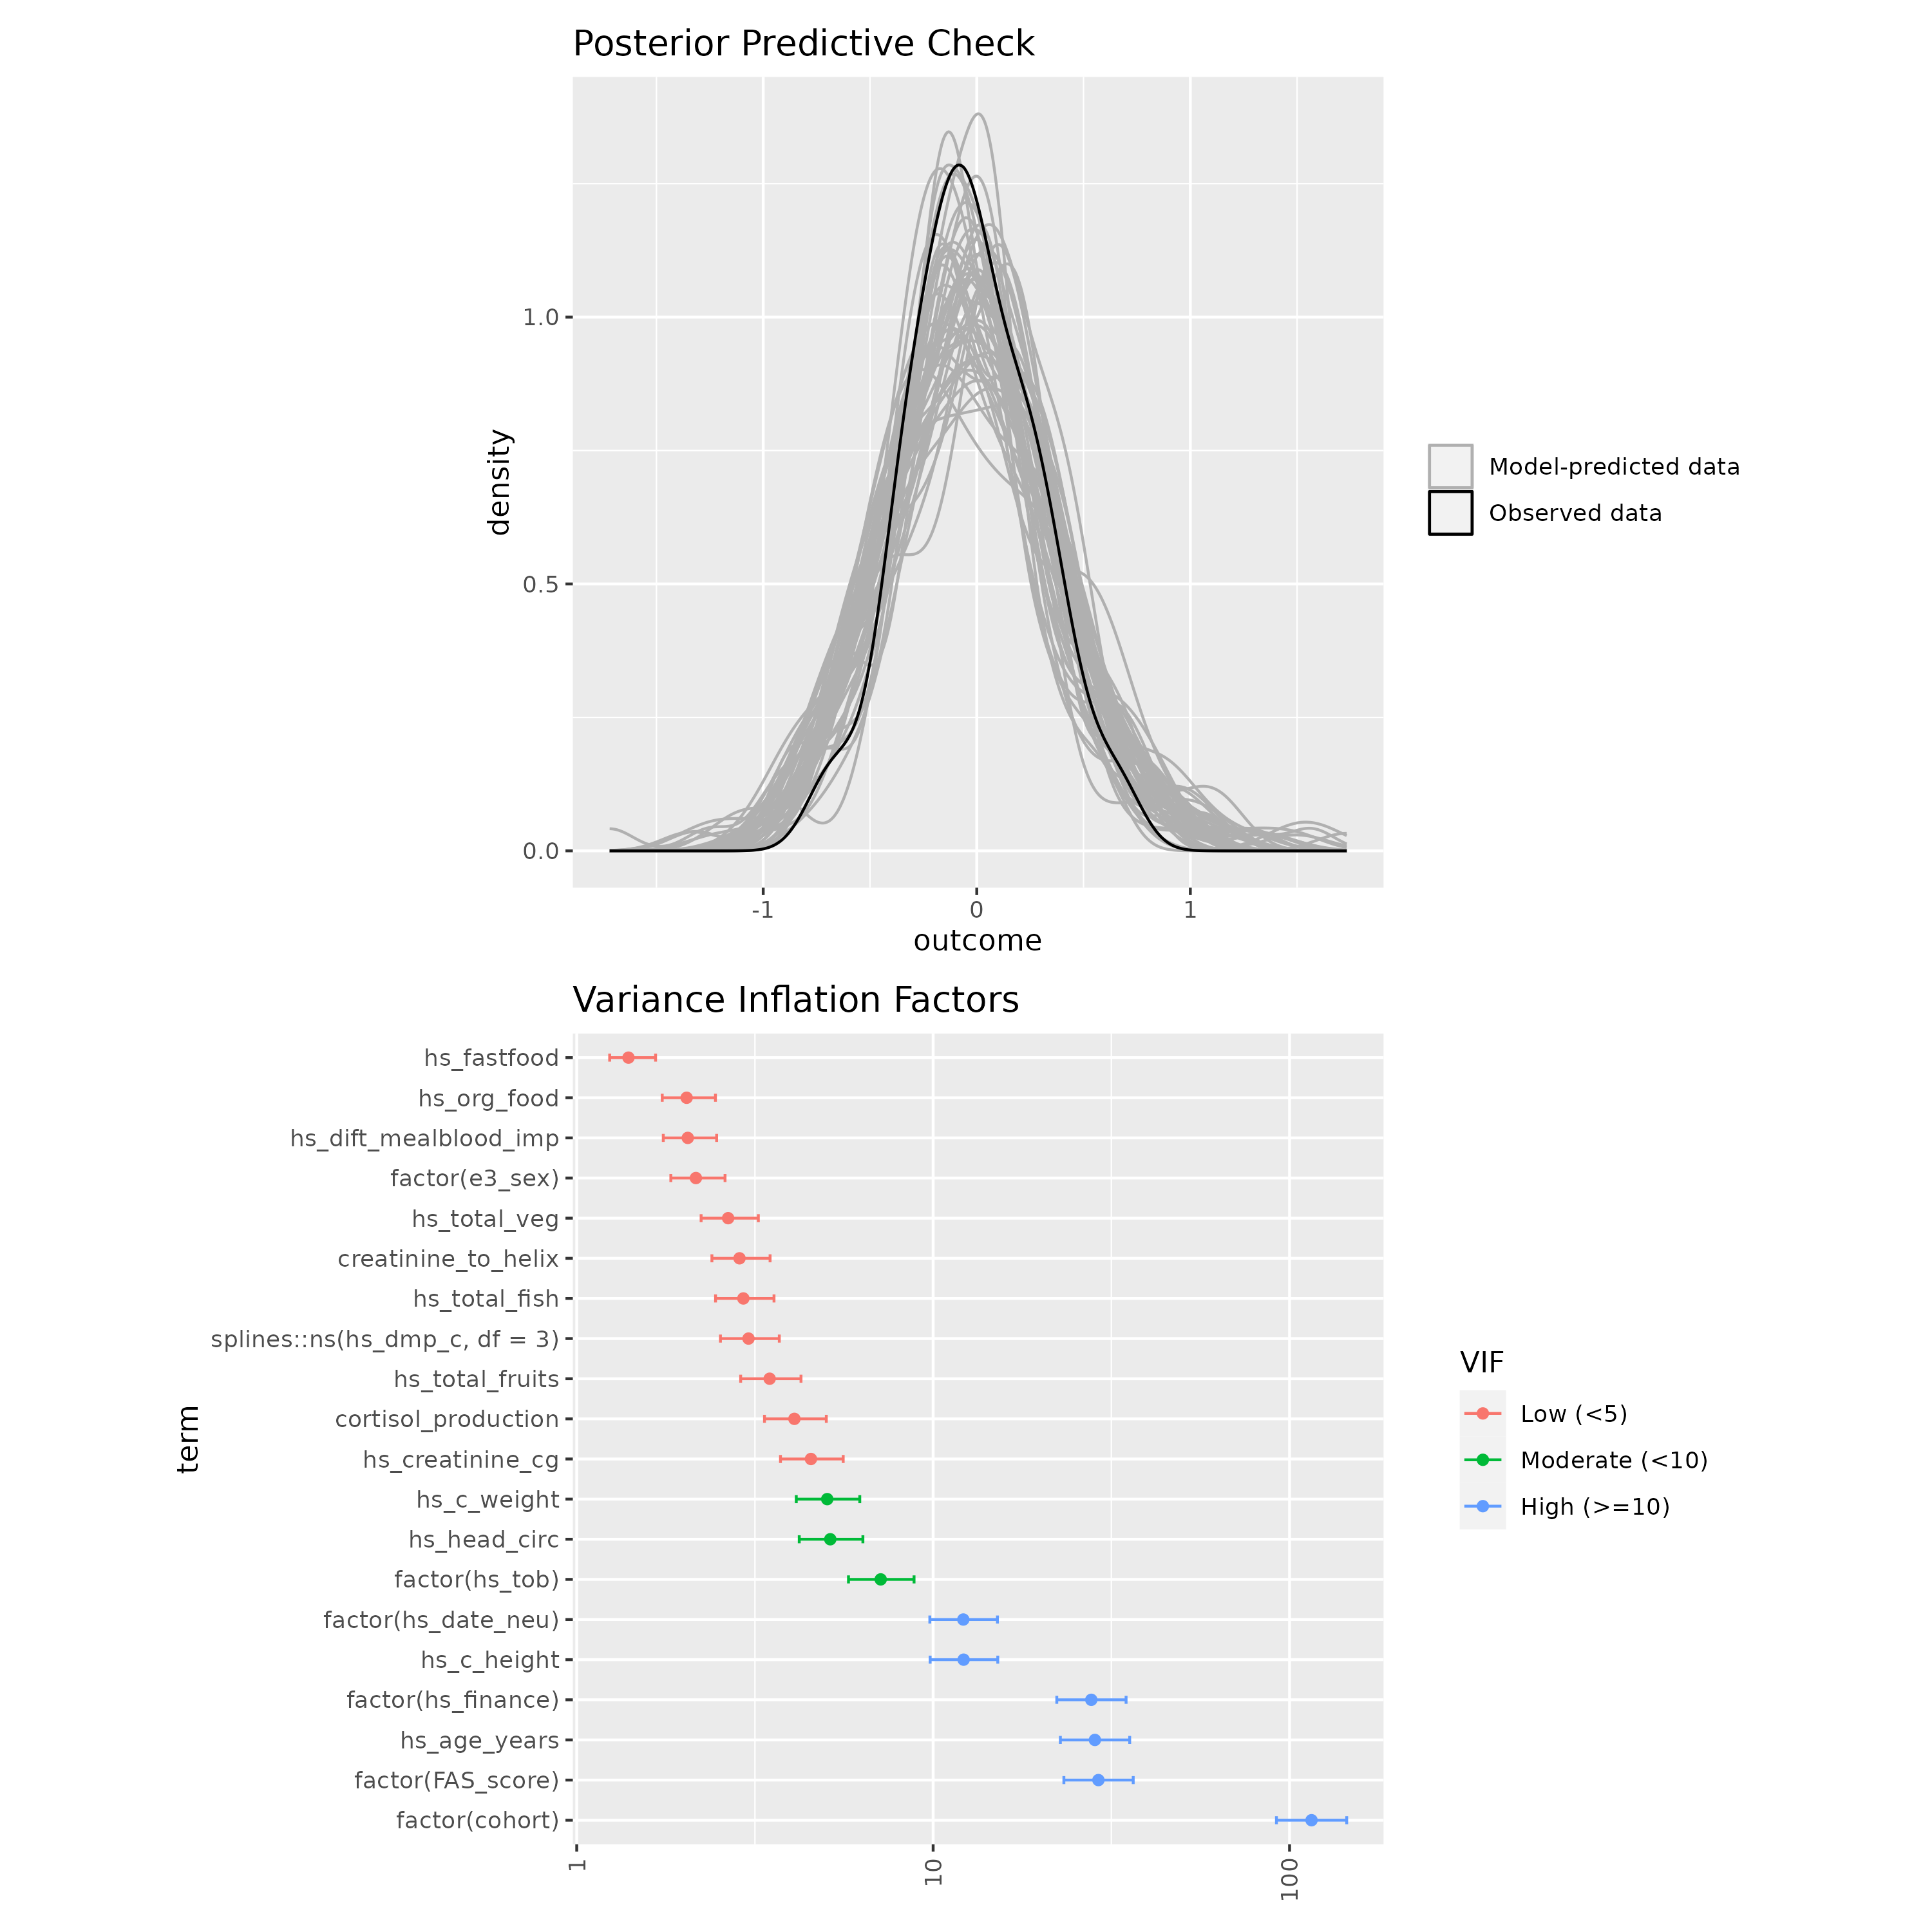 Posterior Predictive Check
density
1.0
0.5
0.0
-1
0
1
outcome
Model-predicted data
Observed data
Variance Inflation Factors
term
hs_fastfood
hs_org_food
hs_dift_mealblood_imp
factor(e3_sex)
hs_total_veg
creatinine_to_helix
hs_total_fish
splines::ns(hs_dmp_c, df = 3)
hs_total_fruits
cortisol_production
hs_creatinine_cg
hs_c_weight
hs_head_circ
factor(hs_tob)
factor(hs_date_neu)
hs_c_height
factor(hs_finance)
hs_age_years
factor(FAS_score)
factor(cohort)
1
10
100
VIF
Low (<5)
Moderate (<10)
High (>=10)